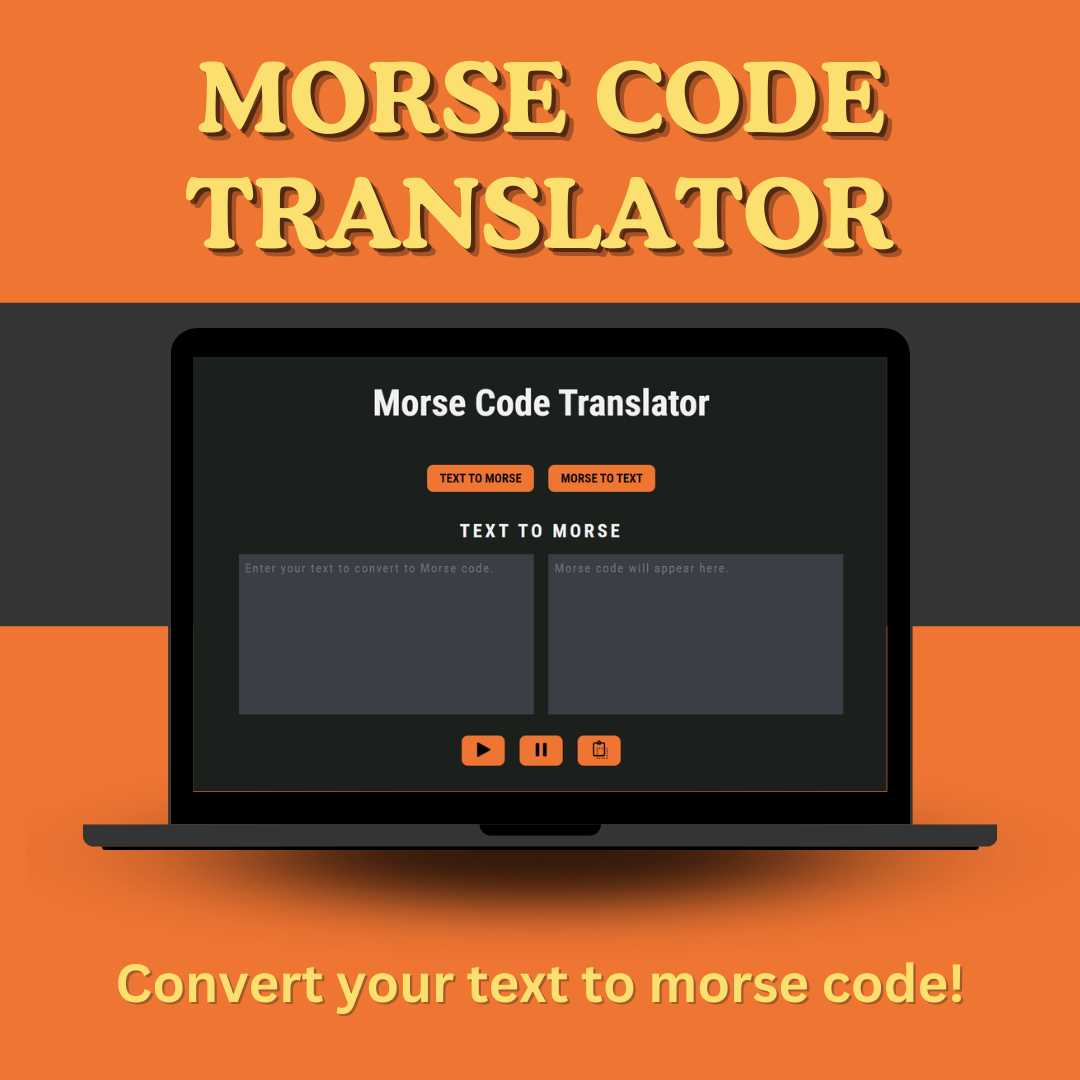 MORSE CODE
TRANSLATOR
Morse Code Translator
TEXT TO MORSE
MORSE TO TEXT
TEXT TO MORSE
Enter your text to convert to Morse code.
Morse code will appear here.
Convert your text to morse code!